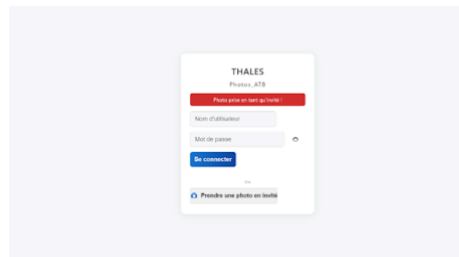 THALES
Photos_ATB
Photo prise en tant qu'invité !
Nom d'utilisateur
Mot de passe
Se connecter
ou
Prendre une photo en invité